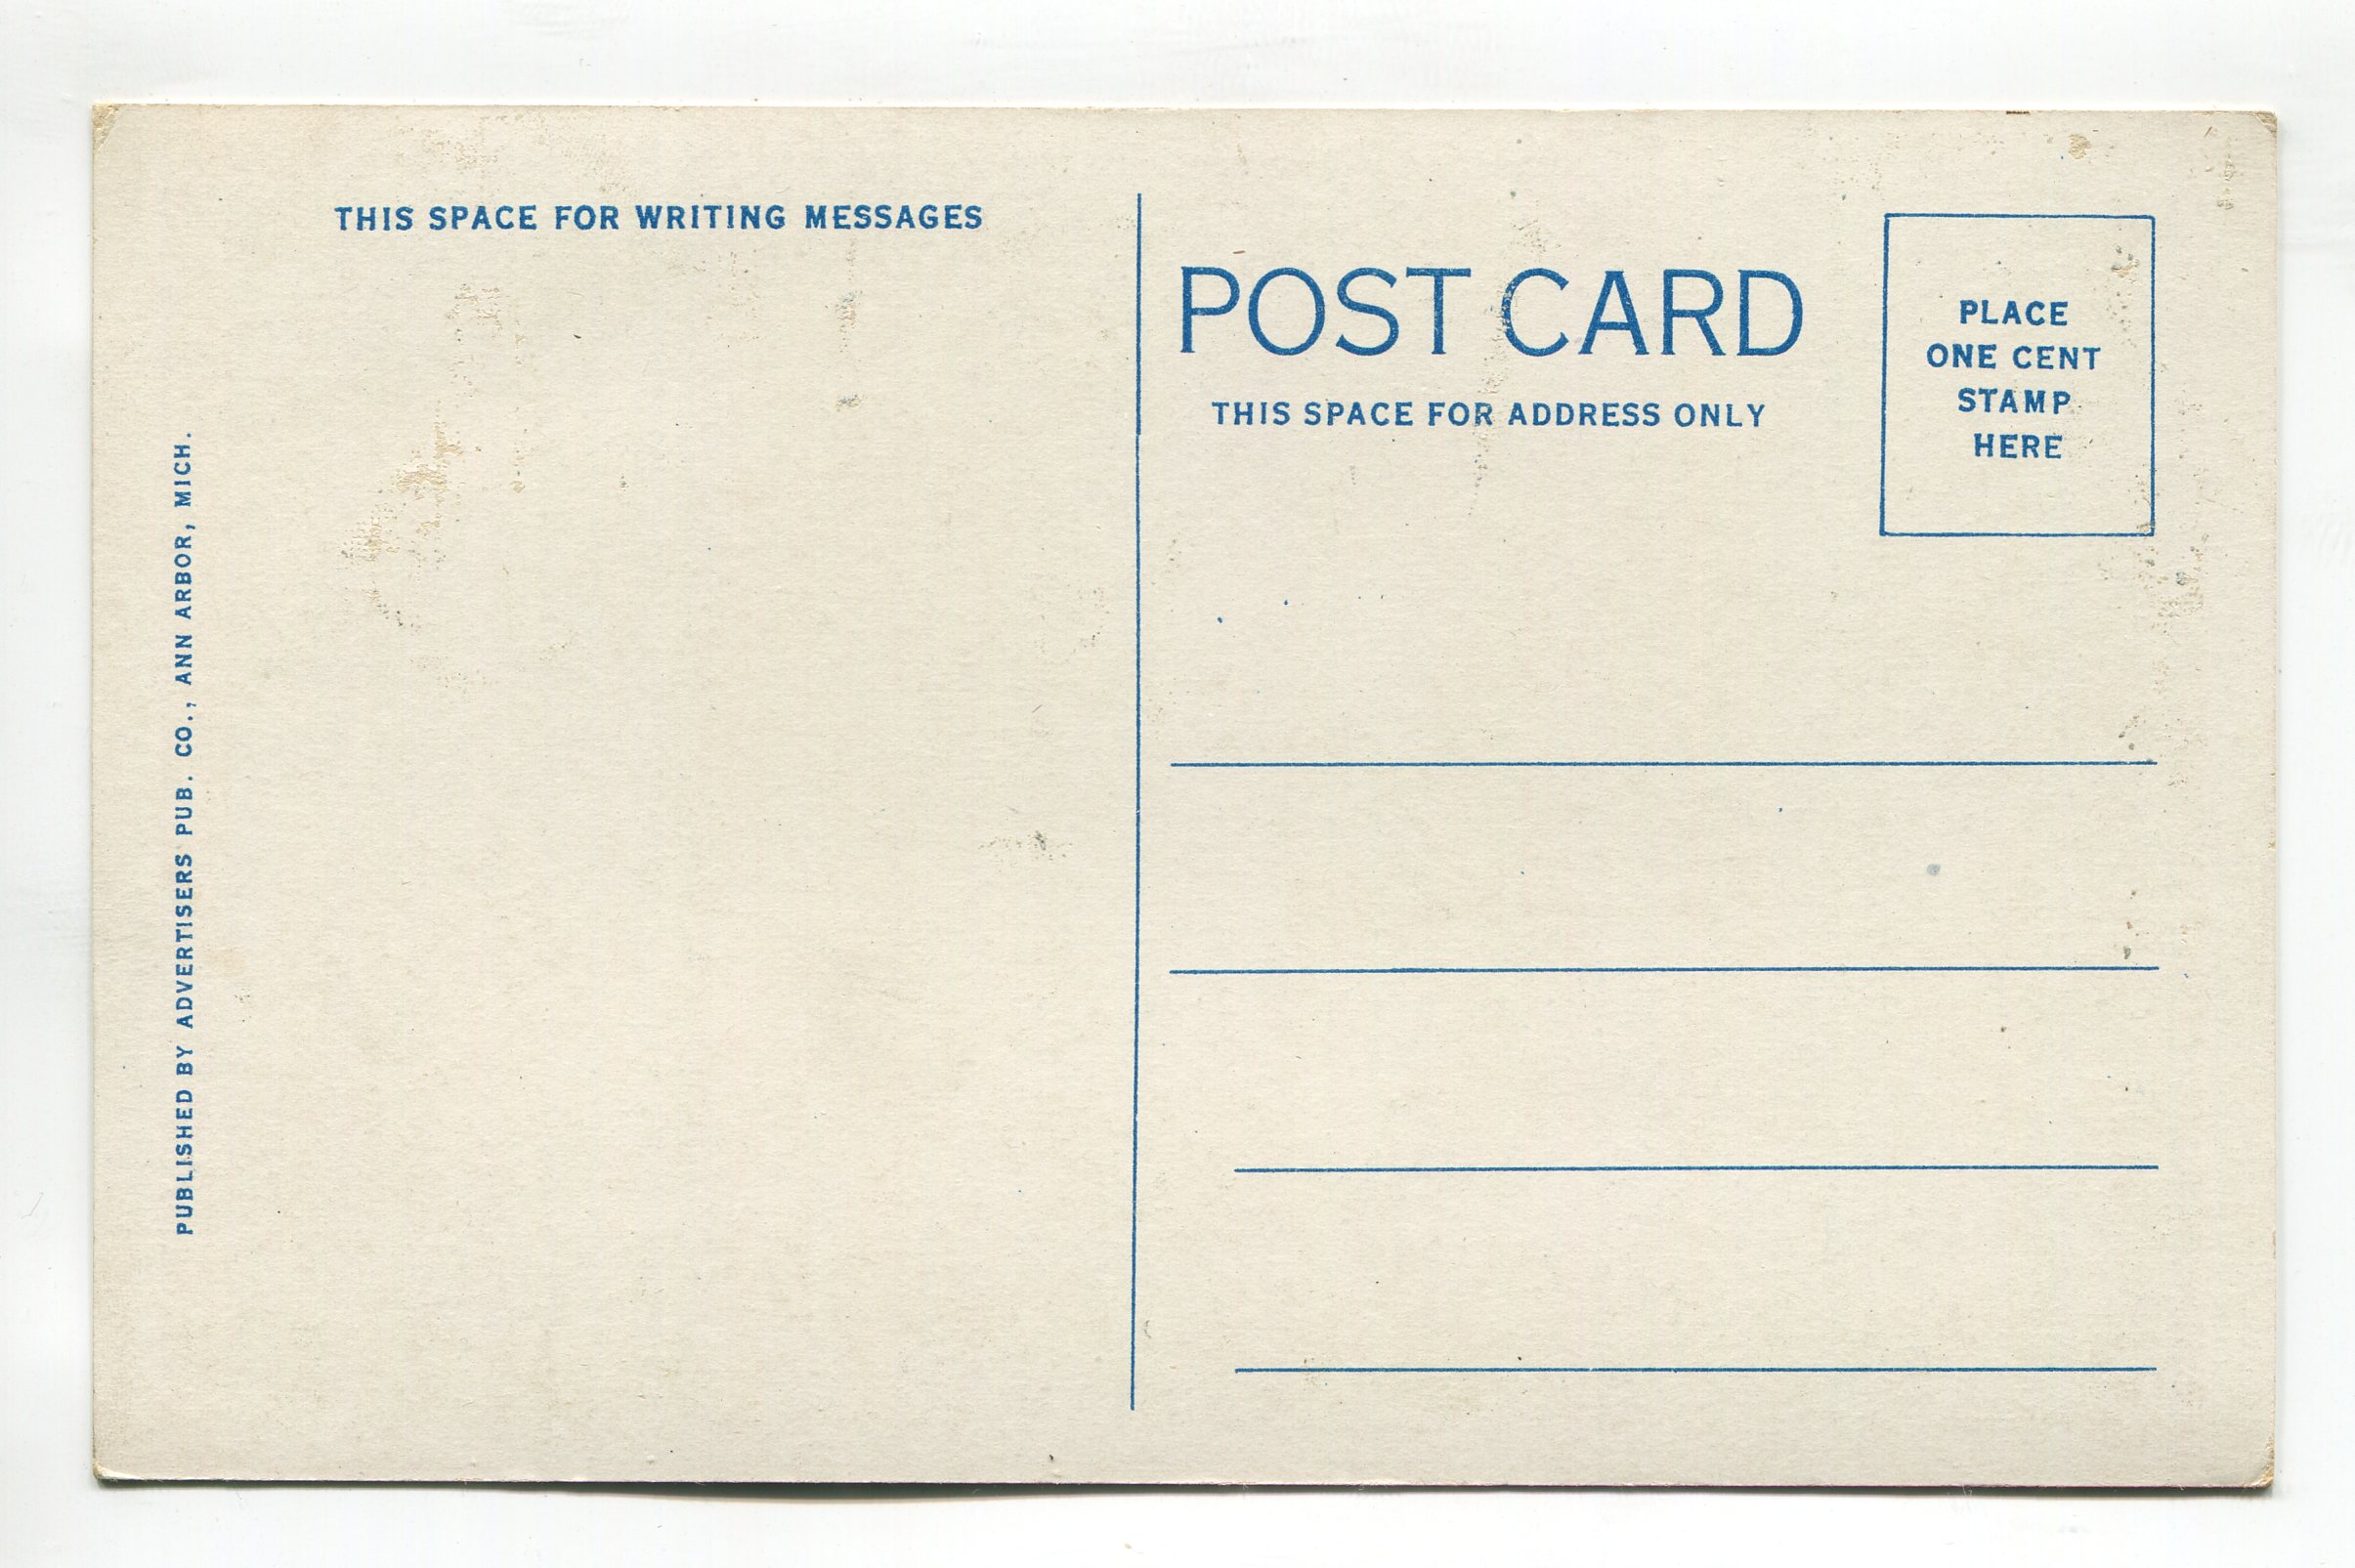 THIS SPACE FOR WRITING MESSAGES
POST CARD
THIS SPACE FOR ADDRESS ONLY
PLACE
ONE CENT
STAMP
HERE
PUBLISHED BY ADVERTISERS PUB. CO., ANN ARBOR, MICH.